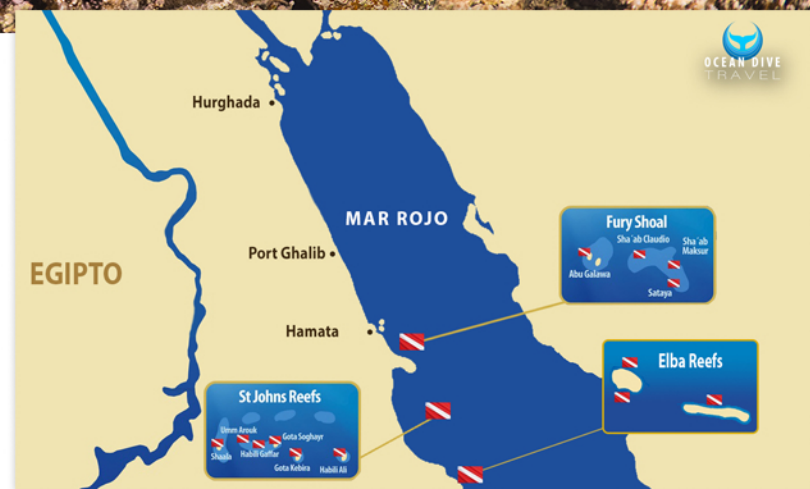 OCEAN DIVE
TRAVEL
Hurghada
MAR ROJO
Fury Shoal
Sha´ab Claudio
Sha´ab
Maksur
Abu Galawa
Sataya
Port Ghalib
EGIPTO
Hamata
Elba Reefs
St Johns Reefs
Umm Arouk
Gota Soghayr
Shaala
Habili Gaffar
Gota Kebira
Habili Ali